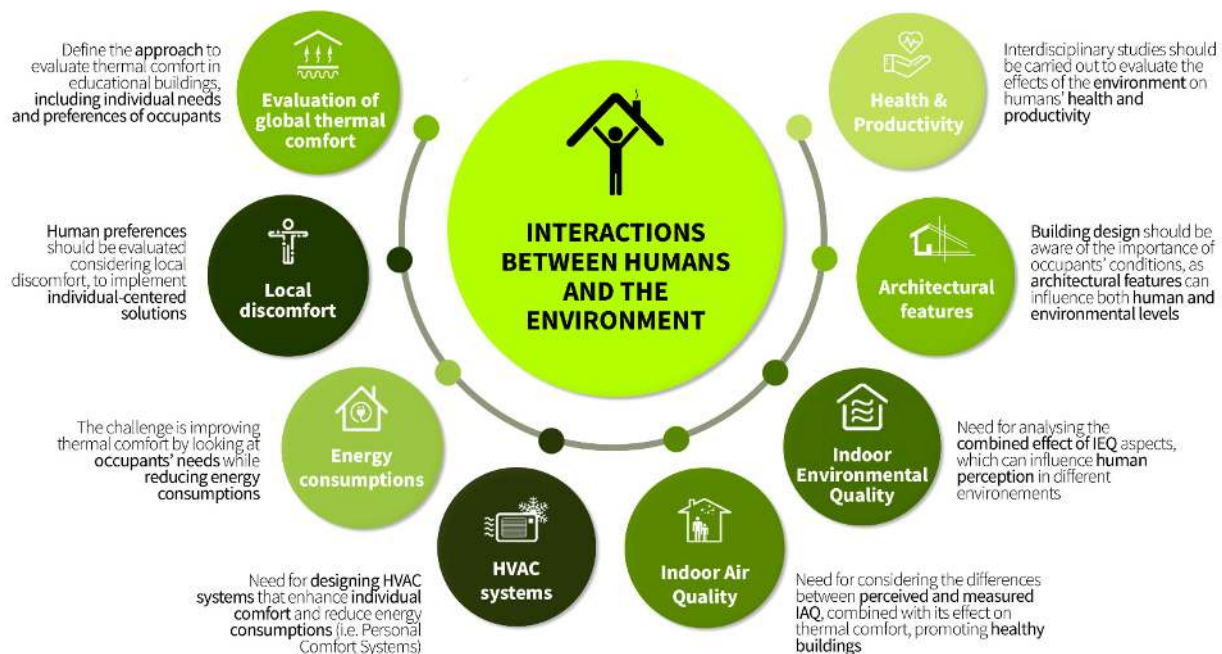 Define the approach to
evaluate thermal comfort in
educational buildings,
including individual needs
and preferences of occupants
Evaluation of
global thermal
comfort
Human preferences
should be evaluated
considering local
discomfort, to implement
individual-centered
solutions
Local
discomfort
The challenge is improving
thermal comfort by looking at
occupants' needs while
reducing energy
consumptions
Energy
consumptions
Need for designing HVAC
systems that enhance individual
comfort and reduce energy
consumptions (i.e. Personal
Comfort Systems)
HVAC
systems
INTERACTIONS
BETWEEN HUMANS
AND THE
ENVIRONMENT
Indoor Air
Quality
Need for considering the differences
between perceived and measured
IAQ, combined with its effect on
thermal comfort, promoting healthy
buildings
Indoor
Environmental
Quality
Need for analysing the
combined effect of IEQ aspects,
which can influence human
perception in different
environements
Architectural
features
Building design should be
aware of the importance of
occupants' conditions, as
architectural features can
influence both human and
environmental levels
Health &
Productivity
Interdisciplinary studies should
be carried out to evaluate the
effects of the environment on
humans' health and
productivity